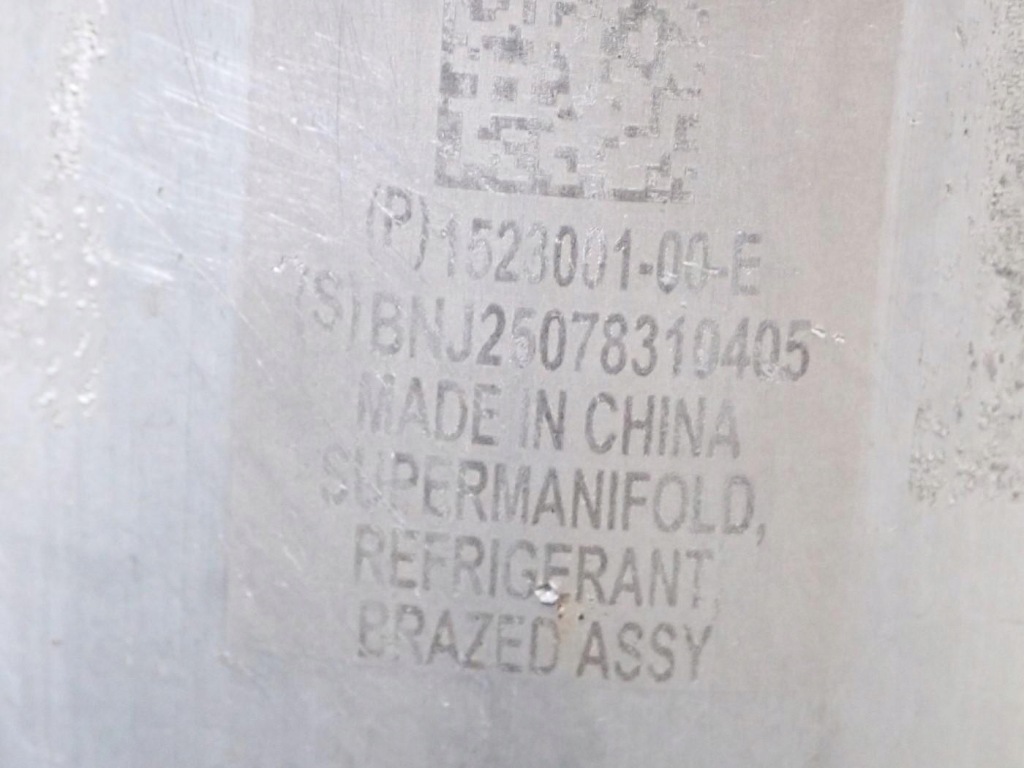 (P)1523001-00-E
(S)BNJ25078310405
MADE IN CHINA
SUPERMANIFOLD,
REFRIGERANT,
BRAZED ASSY